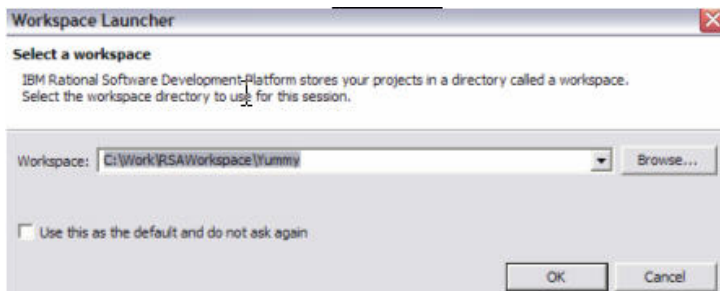 Workspace Launcher
Select a workspace
IBM Rational Software Development Platform stores your projects in a directory called a workspace.
Select the workspace directory to use for this session.
Workspace: C:\Work\RSAWorkspace\Yummy Browse...
Use this as the default and do not ask again
OK Cancel